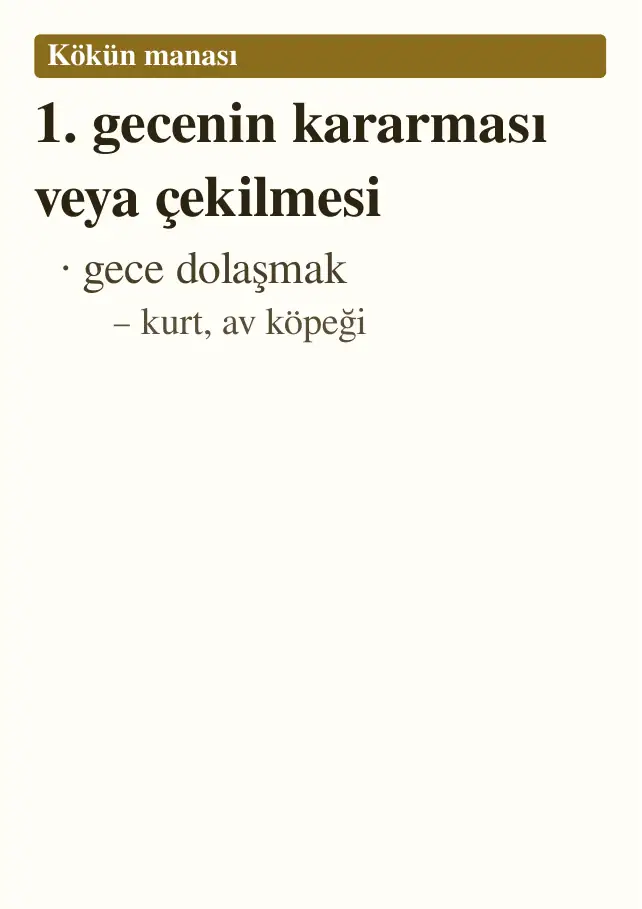 Kökün manası
1. gecenin kararması
veya çekilmesi
· gece dolaşmak
– kurt, av köpeği